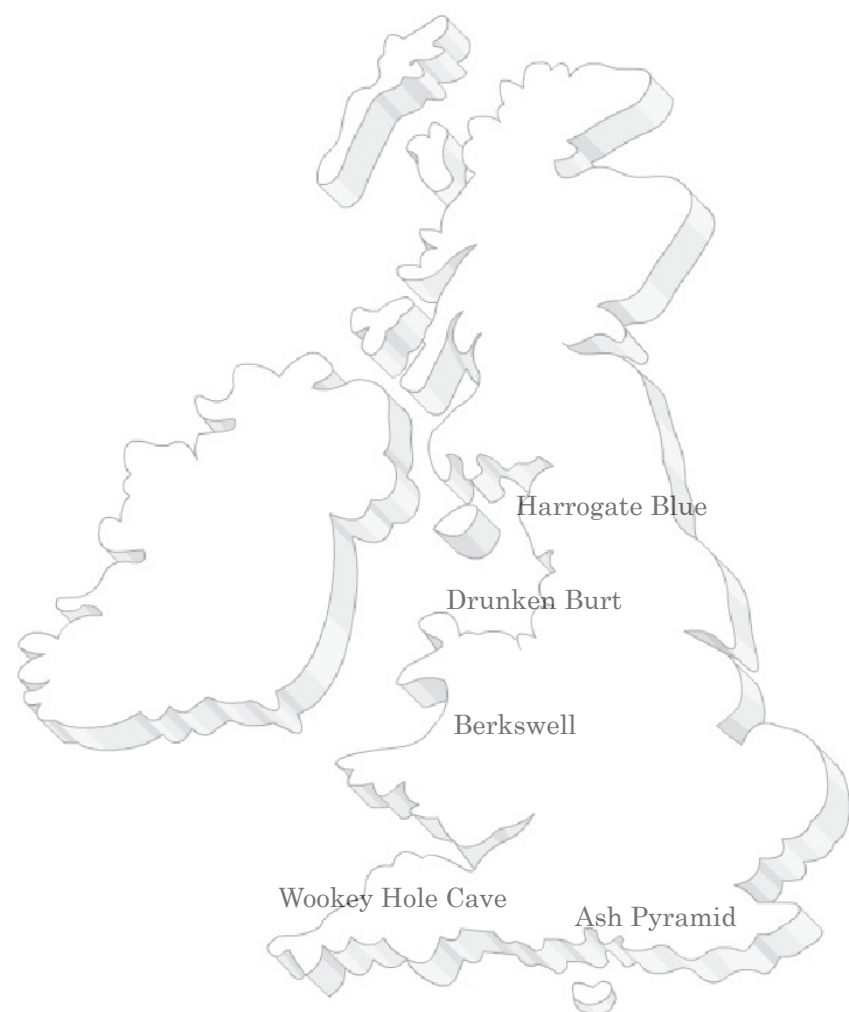 Harrogate Blue
Drunken Burt
Berkswell
Wookey Hole Cave
Ash Pyramid